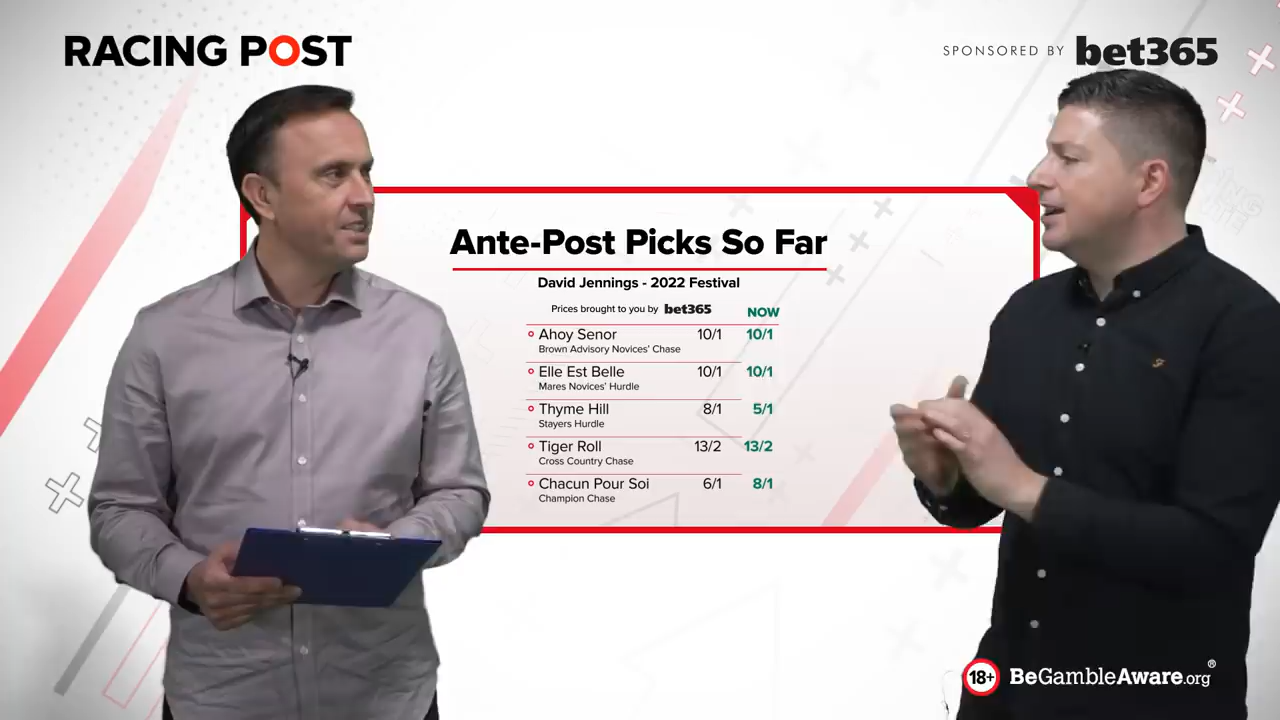 RACING POST
SPONSORED BY bet365
Ante-Post Picks So Far
David Jennings - 2022 Festival
Prices brought to you by bet365 NOW
Ahoy Senor 10/1 10/1
Brown Advisory Novices' Chase
Elle Est Belle 10/1 10/1
Mares Novices' Hurdle
Thyme Hill 8/1 5/1
Stayers Hurdle
Tiger Roll 13/2 13/2
Cross Country Chase
Chacun Pour Soi 6/1 8/1
Champion Chase
18+ BeGambleAware.org®